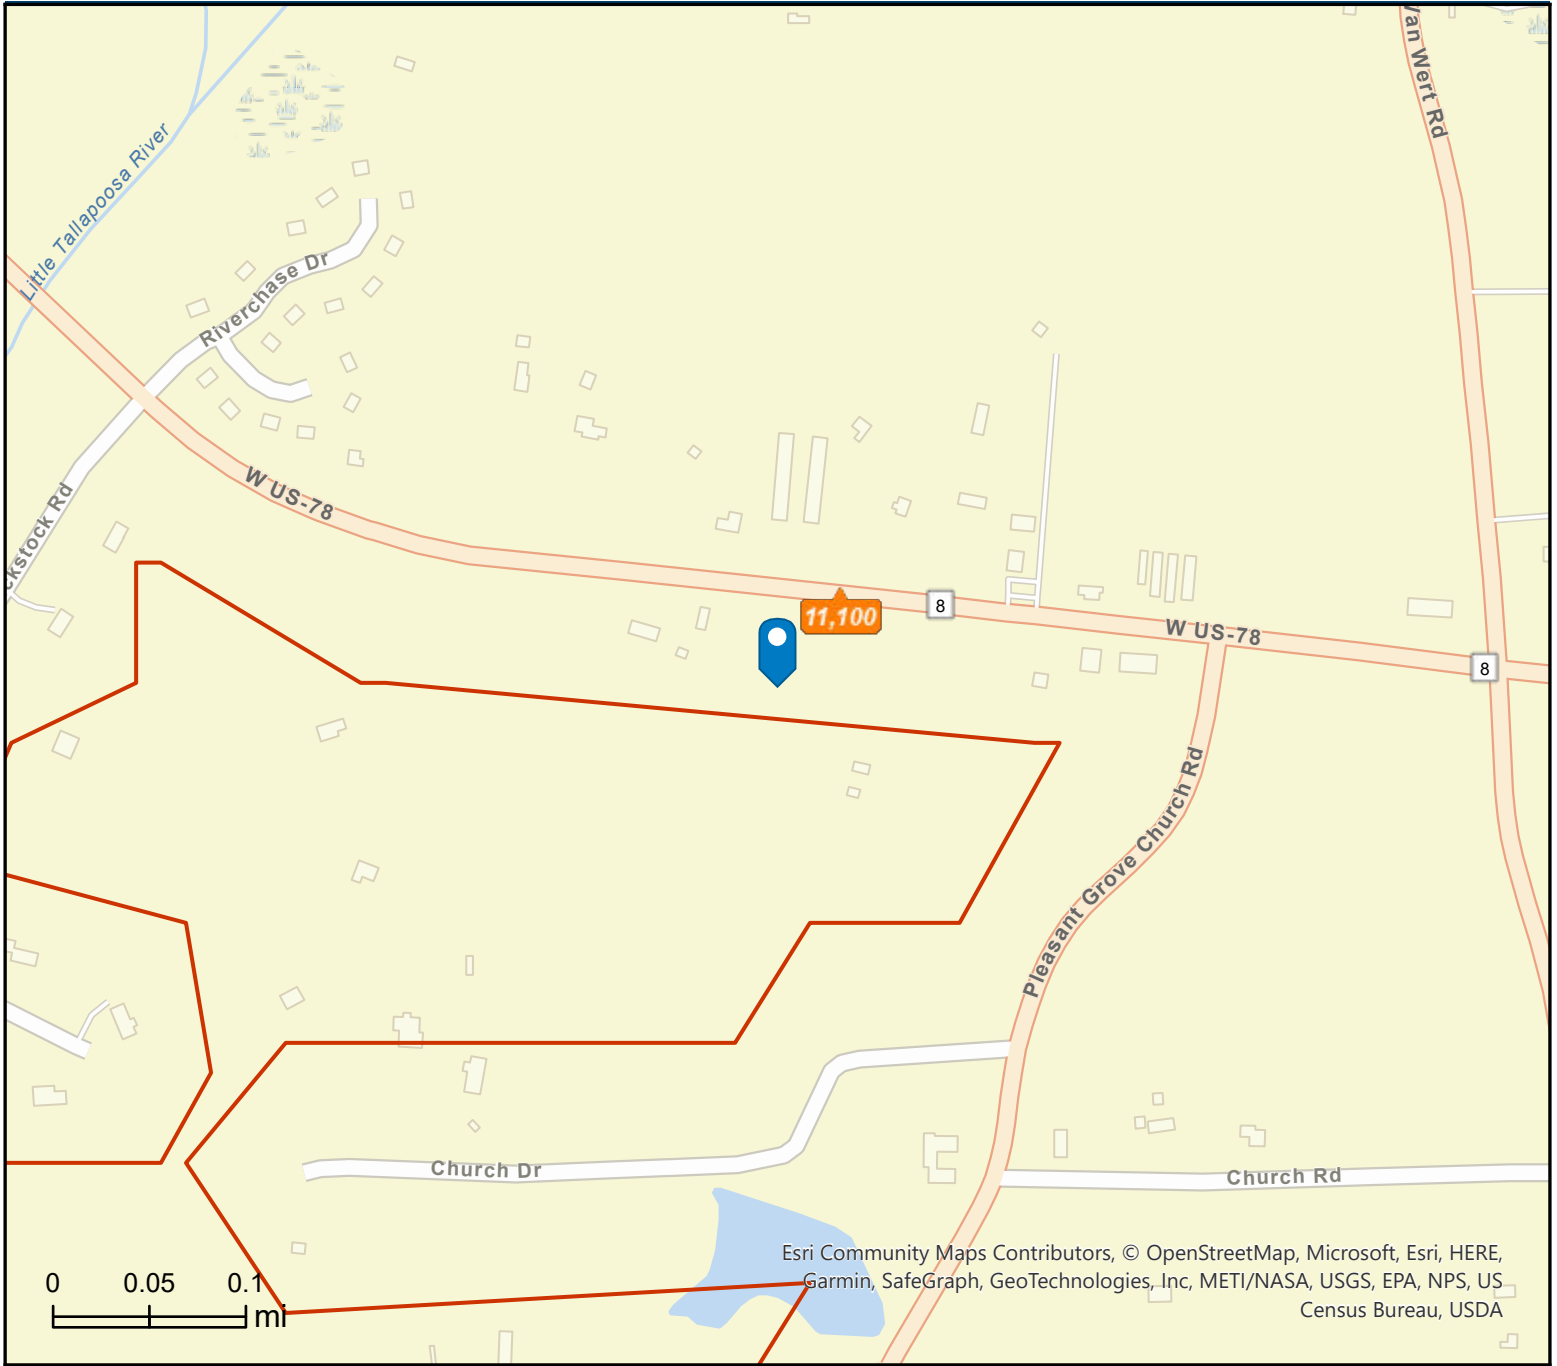 Van Wert Rd
Little Tallapoosa River
Riverchase Dr
W US-78
ckstock Rd
11,100
8
W US-78
8
Pleasant Grove Church Rd
Church Dr
Church Rd
Esri Community Maps Contributors, © OpenStreetMap, Microsoft, Esri, HERE,
Garmin, SafeGraph, GeoTechnologies, Inc, METI/NASA, USGS, EPA, NPS, US
Census Bureau, USDA
0 0.05 0.1
mi